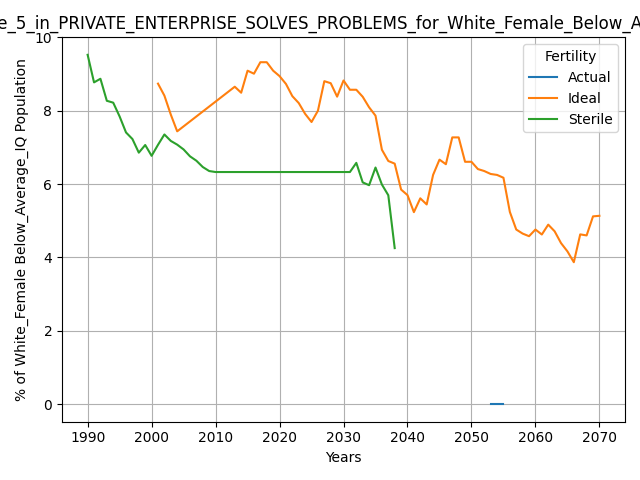 e_5_in_PRIVATE_ENTERPRISE_SOLVES_PROBLEMS_for_White_Female_Below_A
Fertility
Actual
Ideal
Sterile
% of White_Female Below_Average_IQ Population
10
8
6
4
2
0
1990 2000 2010 2020 2030 2040 2050 2060 2070
Years